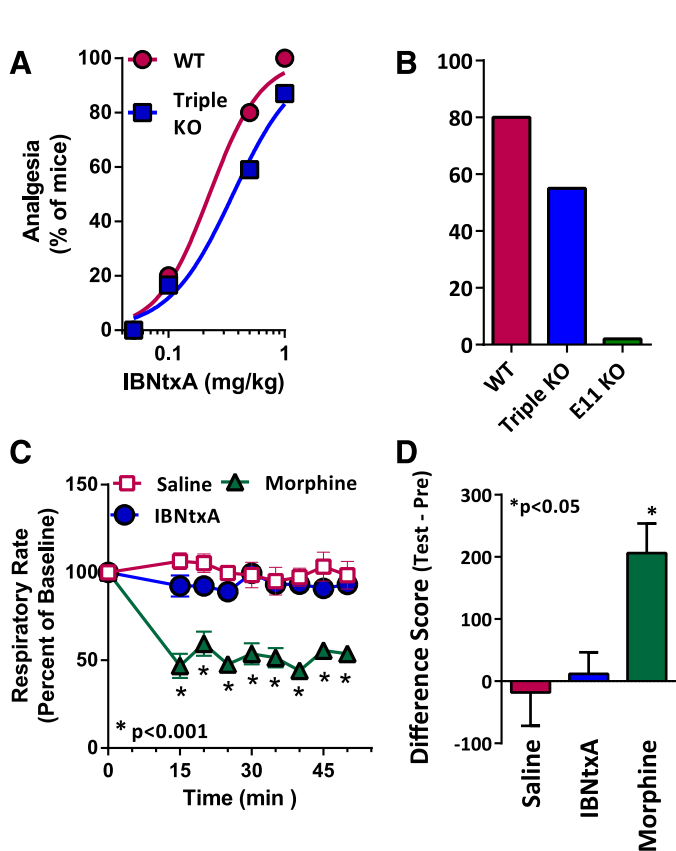 A
Analgesia
(% of mice)
100
80
60
40
20
0
WT
Triple
KO
0.1
1
IBNtxA (mg/kg)
B
100
80
60
40
20
0
WT
Triple KO
E11 KO
C
Respiratory Rate
(Percent of Baseline)
150
100
50
0
Saline
Morphine
IBNtxA
* * * * * * * *
* p<0.001
0
15
30
45
Time (min )
D
Difference Score (Test - Pre)
300
200
100
0
-100
*p<0.05
*
Saline
IBNtxA
Morphine